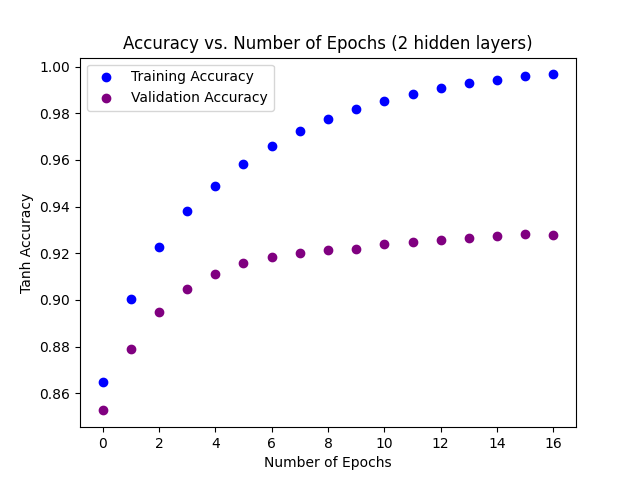 Accuracy vs. Number of Epochs (2 hidden layers)
Training Accuracy
Validation Accuracy
Tanh Accuracy
1.00
0.98
0.96
0.94
0.92
0.90
0.88
0.86
0 2 4 6 8 10 12 14 16
Number of Epochs